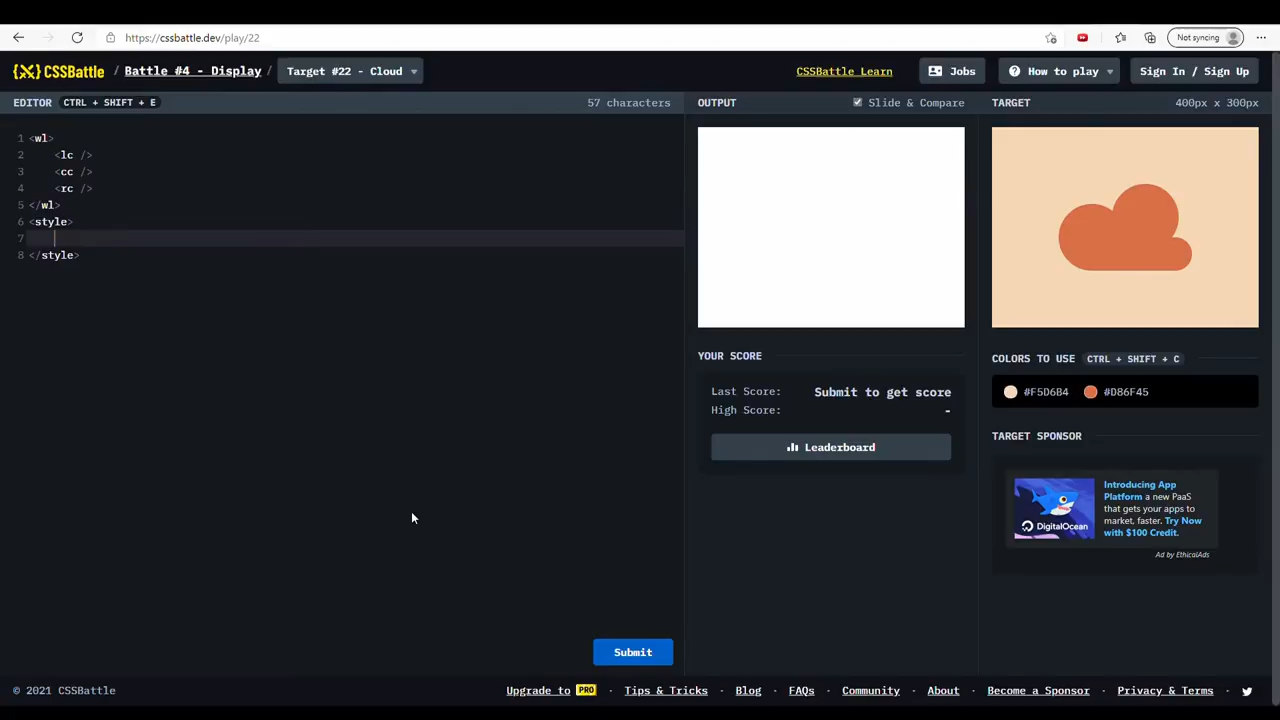 https://cssbattle.dev/play/22
Not syncing
{X} CSSBattle / Battle #4 - Display / Target #22 - Cloud
CSSBattle Learn
Jobs
How to play
Sign In / Sign Up
EDITOR CTRL + SHIFT + E
57 characters
OUTPUT
Slide & Compare
TARGET
400px x 300px
1 <wl>
2 <lc />
3 <cc />
4 <rc />
5 </wl>
6 <style>
7
8 </style>
YOUR SCORE
Last Score: Submit to get score
High Score: -
Leaderboard
COLORS TO USE CTRL + SHIFT + C
#F5D6B4 #D86F45
TARGET SPONSOR
DigitalOcean
Introducing App
Platform a new PaaS
that gets your apps to
market, faster. Try Now
with $100 Credit.
Ad by EthicalAds
Submit
© 2021 CSSBattle
Upgrade to PRO · Tips & Tricks · Blog · FAQs · Community · About · Become a Sponsor · Privacy & Terms ·